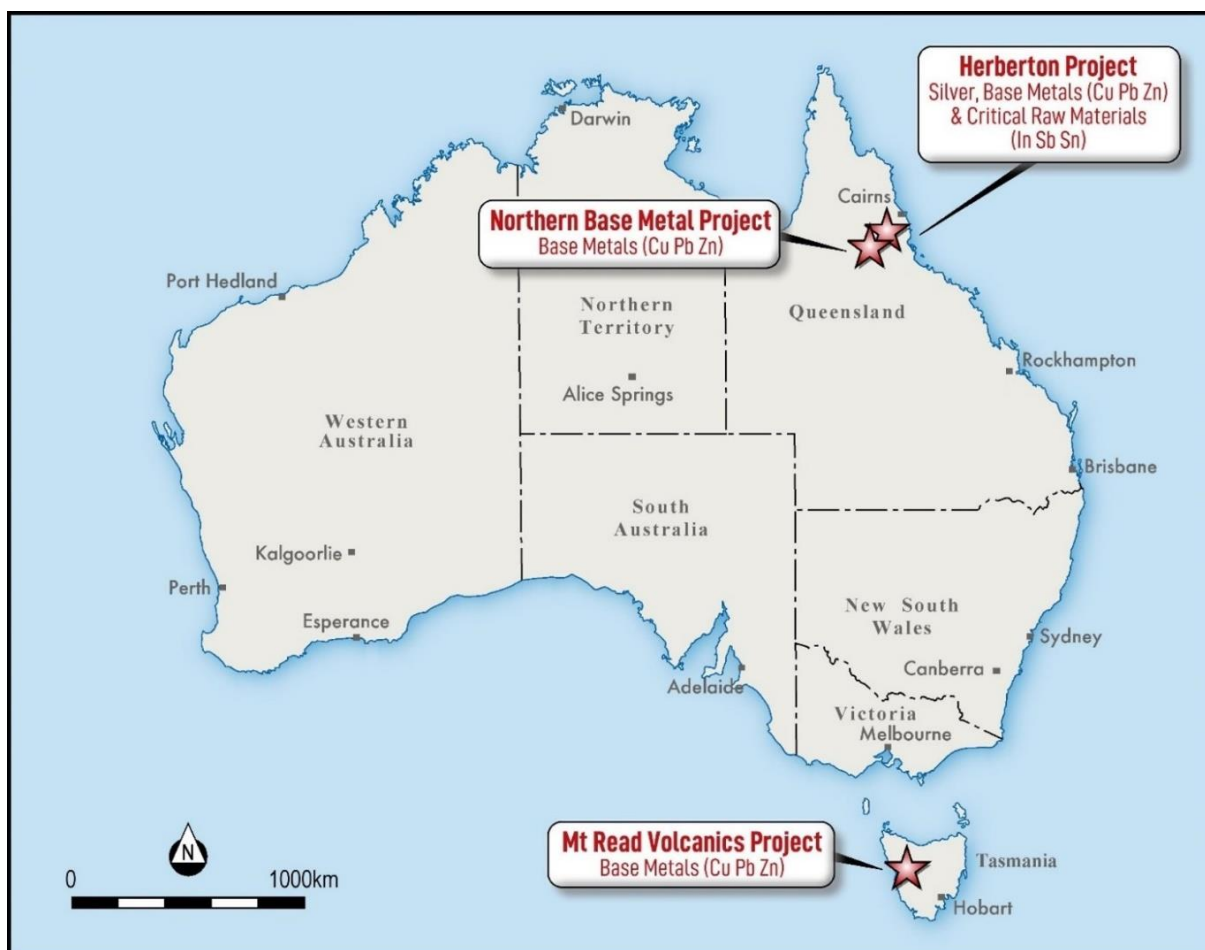 Herberton Project
Silver, Base Metals (Cu Pb Zn)
& Critical Raw Materials
(In Sb Sn)
Darwin
Cairns
Northern Base Metal Project
Base Metals (Cu Pb Zn)
Port Hedland
Northern
Territory
Queensland
Rockhampton
Alice Springs
Western
Australia
Brisbane
South
Australia
Kalgoorlie
Perth
Esperance
New South
Wales
Sydney
Canberra
Adelaide
Victoria
Melbourne
Mt Read Volcanics Project
Base Metals (Cu Pb Zn)
Tasmania
Hobart
N
0 1000km